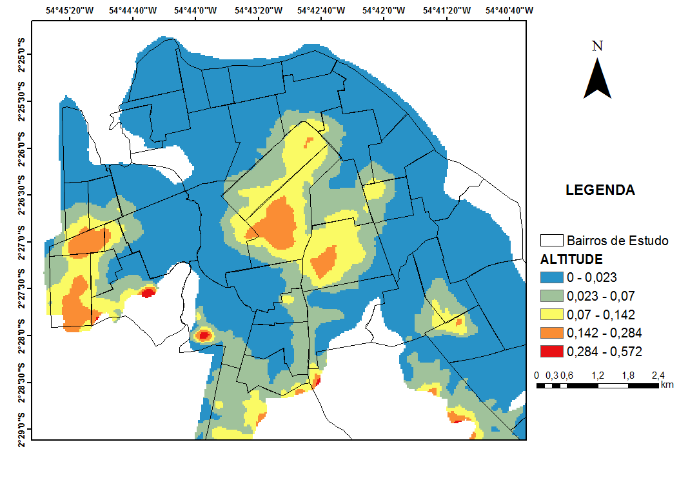 54°45'20"W 54°44'40"W 54°44'0"W 54°43'20"W 54°42'40"W 54°42'0"W 54°41'20"W 54°40'40"W
2°25'0"S
2°25'30"S
2°26'0"S
2°26'30"S
2°27'0"S
2°27'30"S
2°28'0"S
2°28'30"S
2°29'0"S
N
LEGENDA
Bairros de Estudo
ALTITUDE
0 - 0,023
0,023 - 0,07
0,07 - 0,142
0,142 - 0,284
0,284 - 0,572
0 0,3 0,6 1,2 1,8 2,4
km